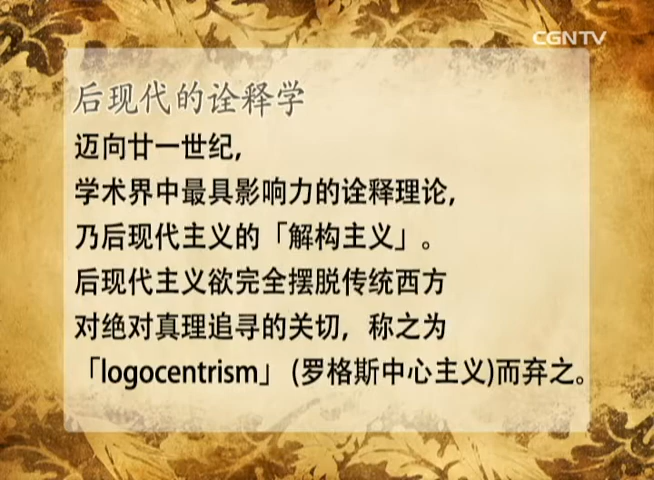 CGNTV
后现代的诠释学
迈向廿一世纪,
学术界中最具影响力的诠释理论,
乃后现代主义的「解构主义」。
后现代主义欲完全摆脱传统西方
对绝对真理追寻的关切, 称之为
「logocentrism」 (罗格斯中心主义)而弃之。